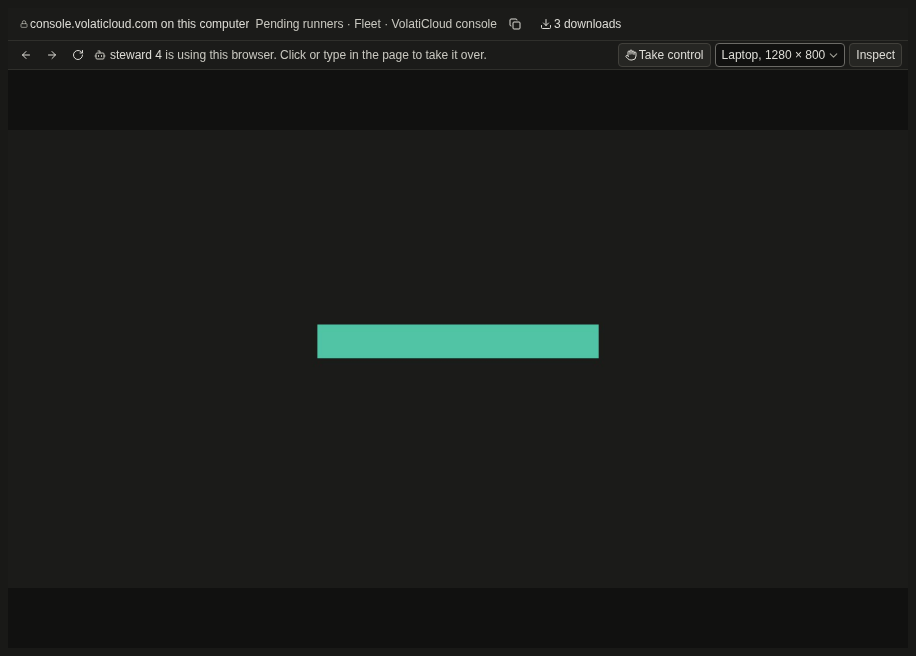 console.volaticloud.com on this computer Pending runners · Fleet · VolatiCloud console 3 downloads
steward 4 is using this browser. Click or type in the page to take it over. Take control Laptop, 1280 × 800 Inspect